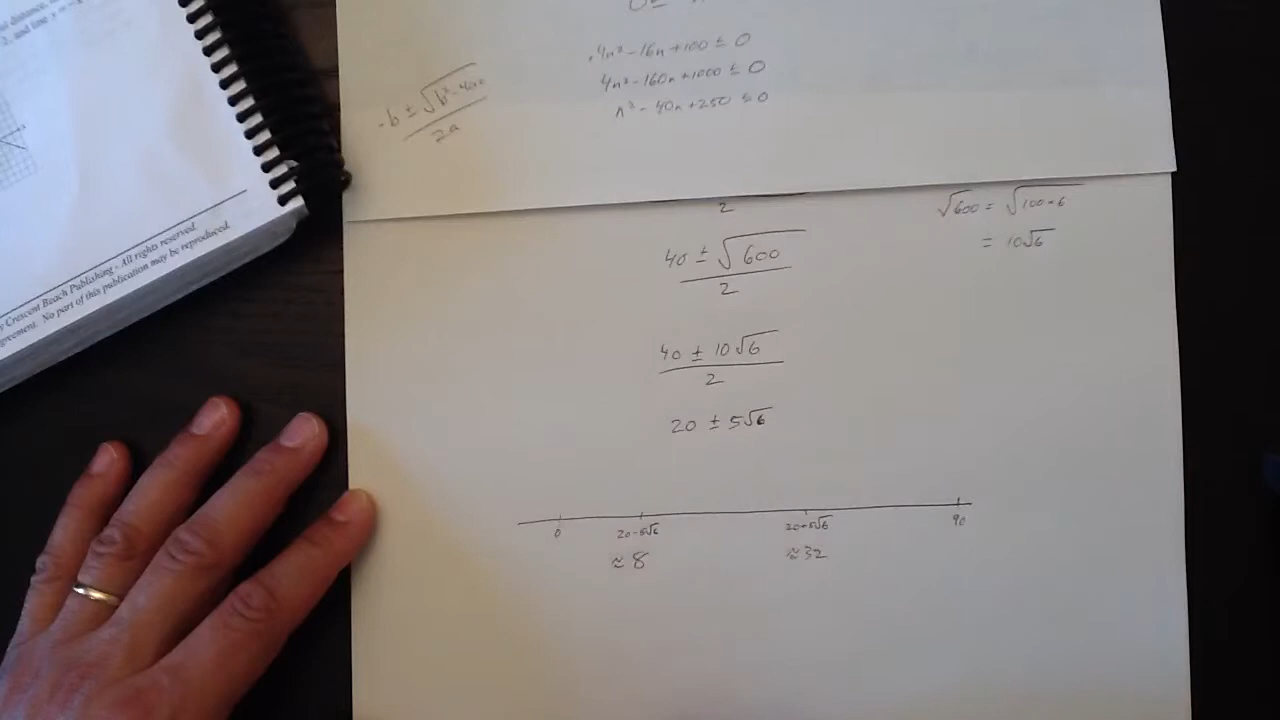 .4n² - 16n + 100 ≤ 0
4n² - 160n + 1000 ≤ 0
n² - 40n + 250 ≤ 0
-b ± √b² - 4ac
2a
2
√600 = √100·6
= 10√6
40 ± √600
2
40 ± 10√6
2
20 ± 5√6
0 20-5√6 20+5√6 90
≈ 8 ≈ 32
Crescent Beach Publishing - All rights reserved.
No part of this publication may be reproduced.